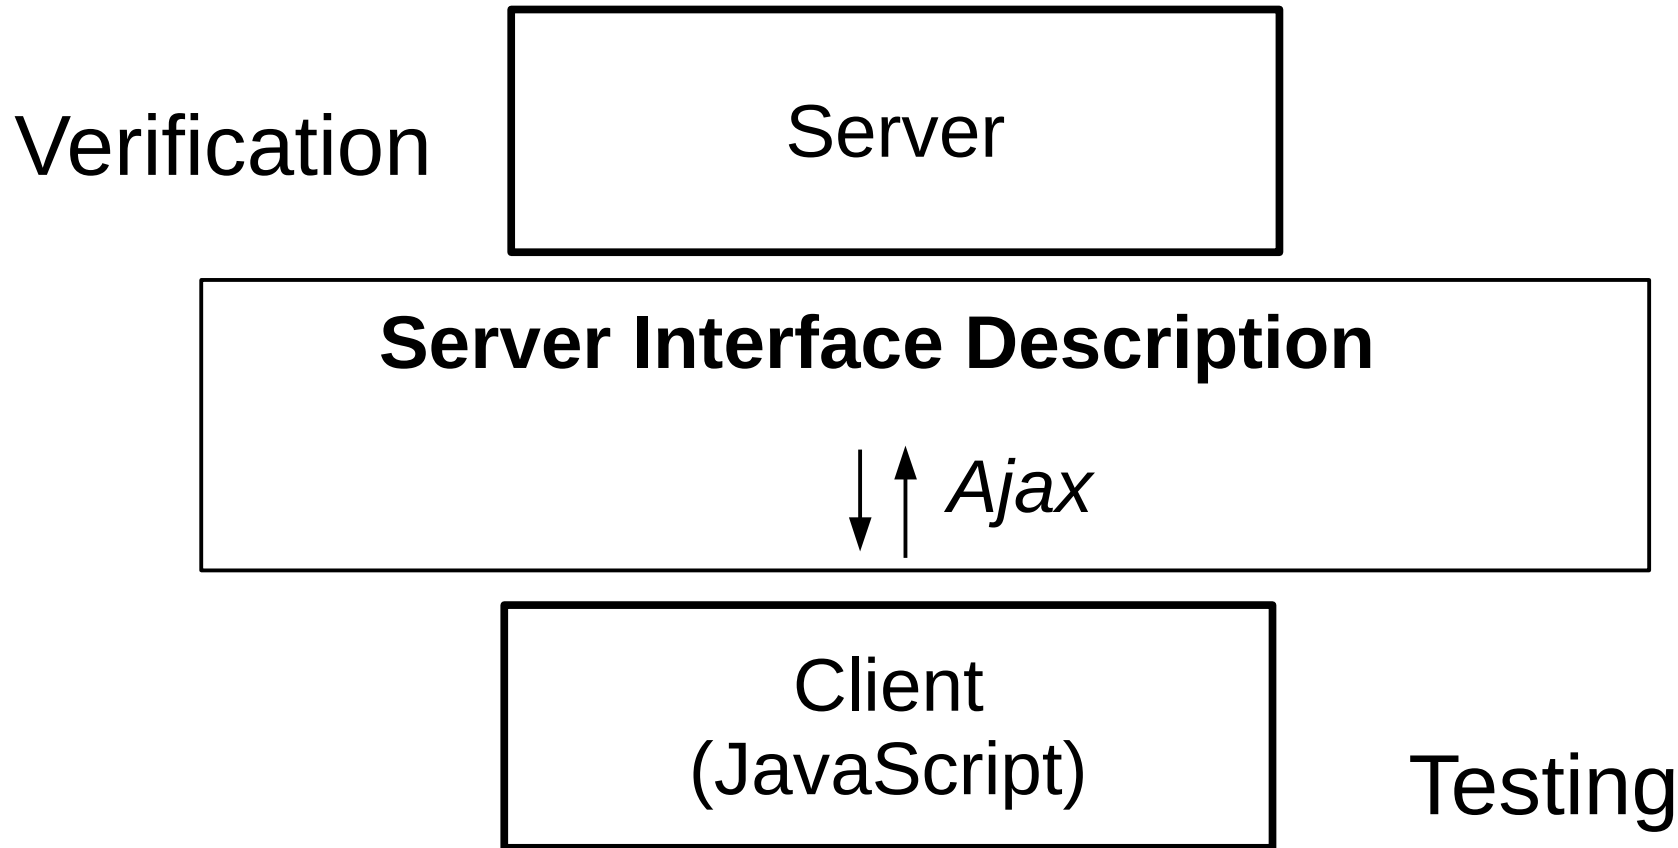 Server
Verification
Server Interface Description
Ajax
Client
(JavaScript)
Testing